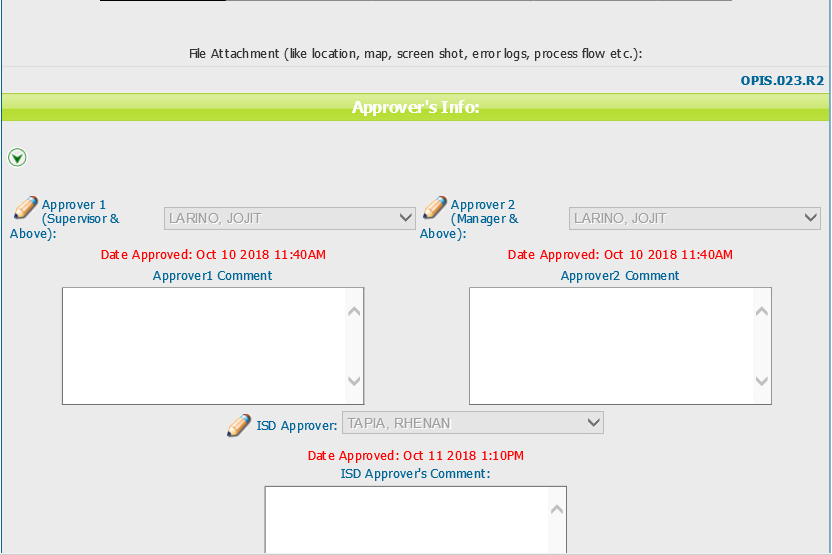 File Attachment (like location, map, screen shot, error logs, process flow etc.):
OPIS.023.R2
Approver's Info:
Approver 1
(Supervisor &
Above):
LARINO, JOJIT
Approver 2
(Manager &
Above):
LARINO, JOJIT
Date Approved: Oct 10 2018 11:40AM
Date Approved: Oct 10 2018 11:40AM
Approver1 Comment
Approver2 Comment
ISD Approver:
TAPIA, RHENAN
Date Approved: Oct 11 2018 1:10PM
ISD Approver's Comment: